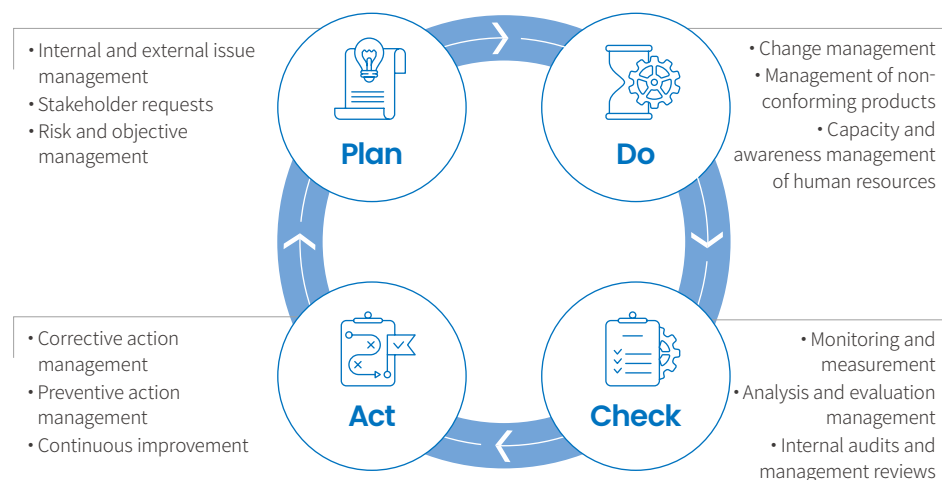 • Internal and external issue
management
• Stakeholder requests
• Risk and objective
management
Plan
Do
• Change management
• Management of non-
conforming products
• Capacity and
awareness management
of human resources
• Corrective action
management
• Preventive action
management
• Continuous improvement
Act
Check
• Monitoring and
measurement
• Analysis and evaluation
management
• Internal audits and
management reviews